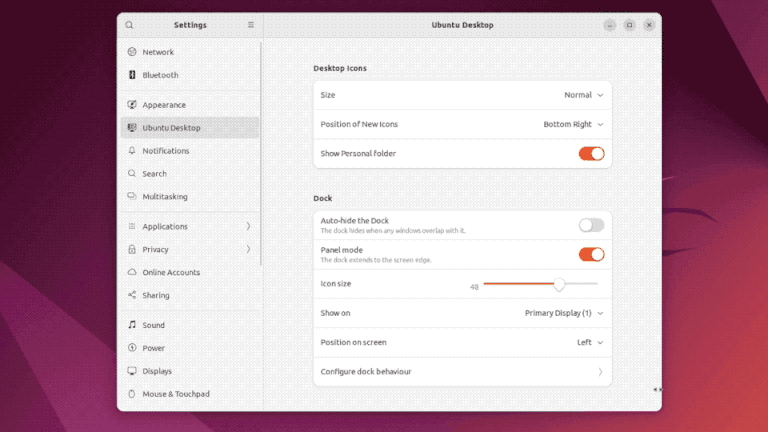 Settings
Ubuntu Desktop
Network
Bluetooth
Appearance
Ubuntu Desktop
Notifications
Search
Multitasking
Applications
Privacy
Online Accounts
Sharing
Sound
Power
Displays
Mouse & Touchpad
Desktop Icons
Size Normal
Position of New Icons Bottom Right
Show Personal folder
Dock
Auto-hide the Dock
The dock hides when any windows overlap with it.
Panel mode
The dock extends to the screen edge.
Icon size 40
Show on Primary Display (1)
Position on screen Left
Configure dock behaviour